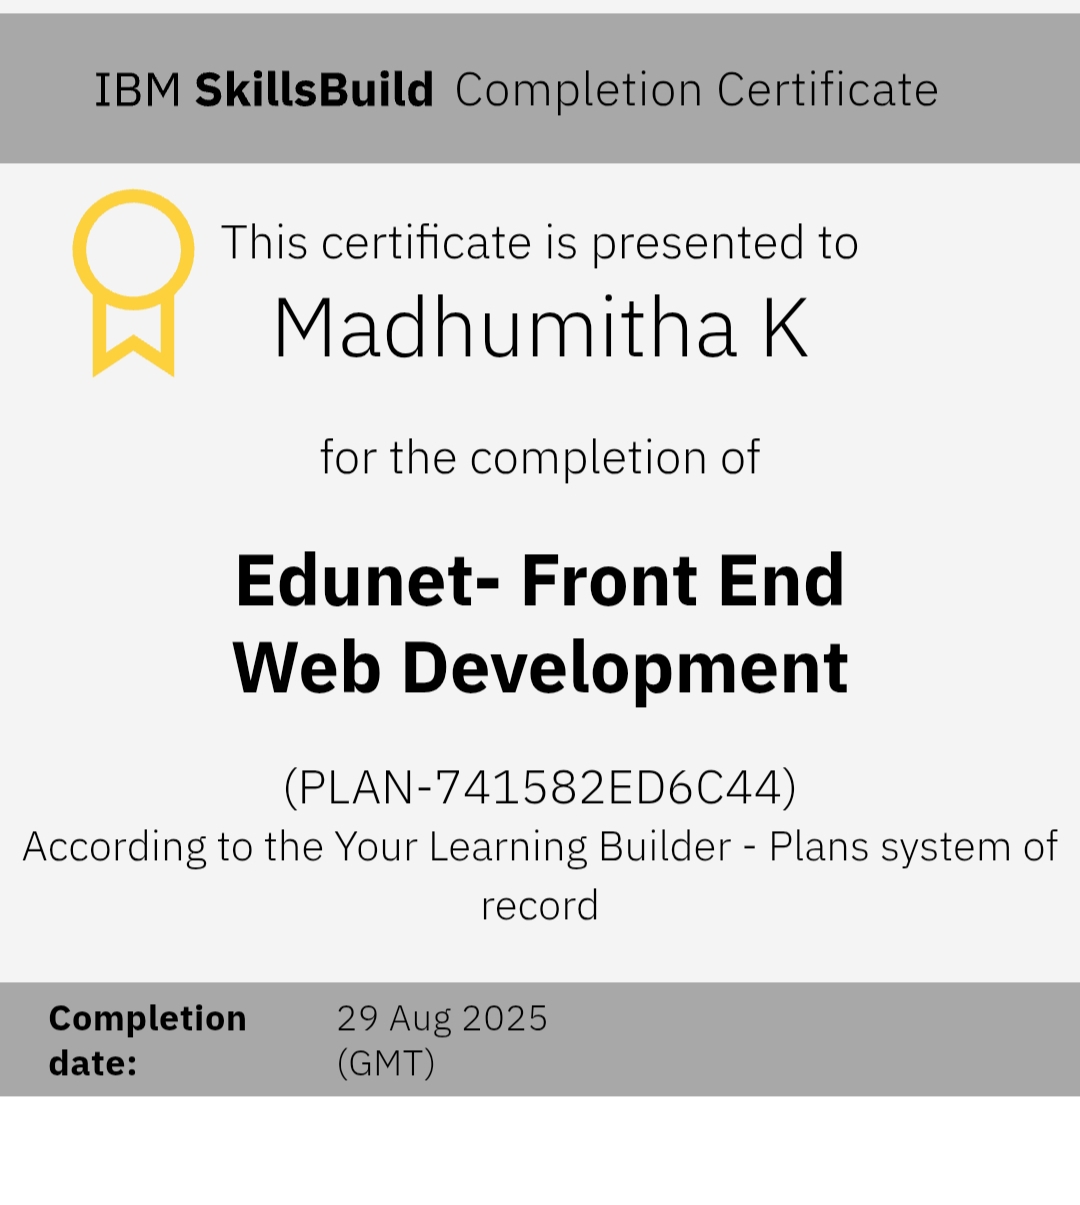 IBM SkillsBuild Completion Certificate
This certificate is presented to
Madhumitha K
for the completion of
Edunet- Front End
Web Development
(PLAN-741582ED6C44)
According to the Your Learning Builder - Plans system of
record
Completion
date:
29 Aug 2025
(GMT)